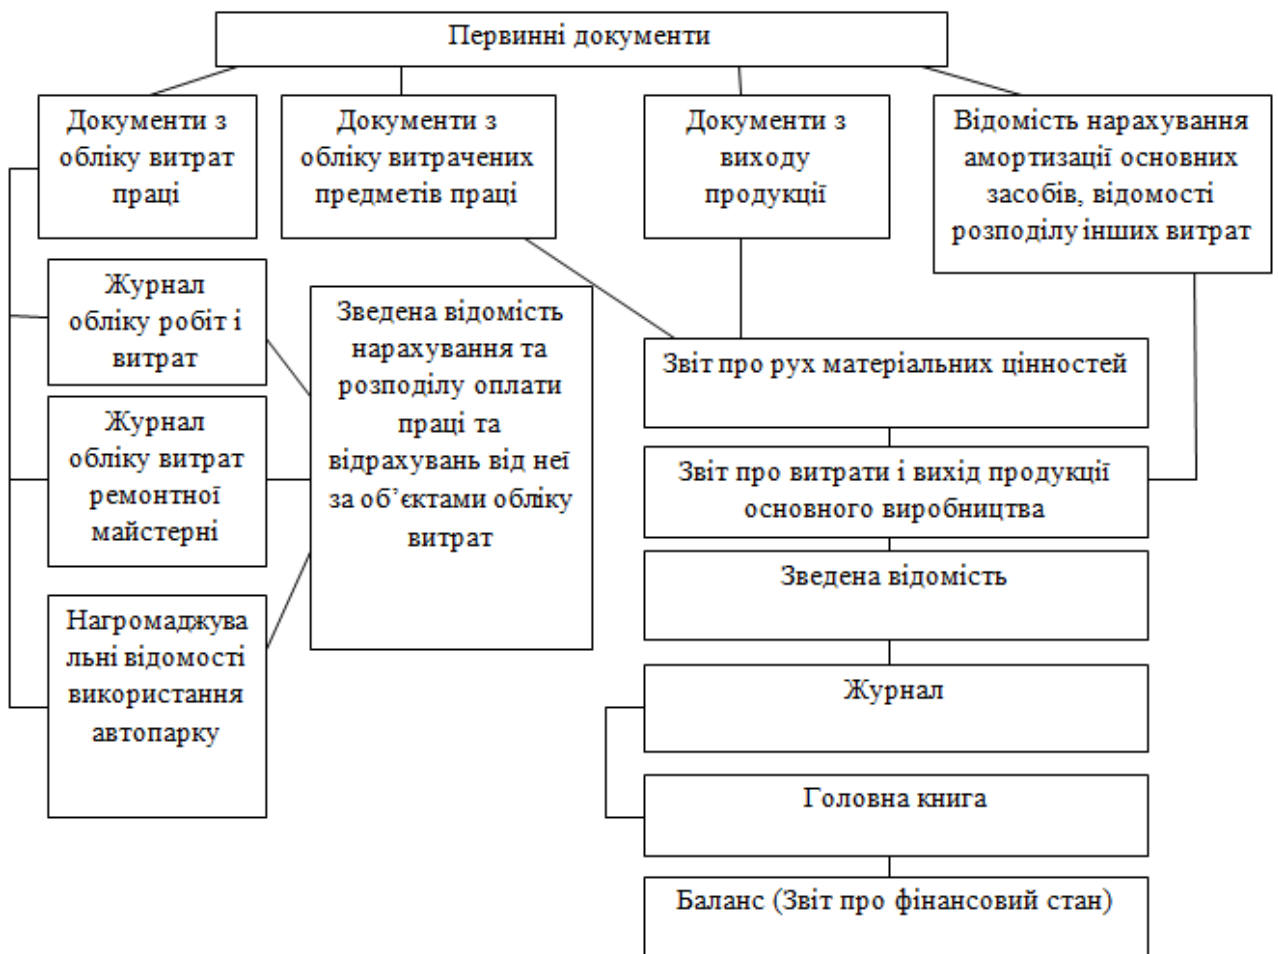 Первинні документи
Документи з
обліку витрат
праці
Документи з
обліку витрачених
предметів праці
Документи з
виходу
продукції
Відомість нарахування
амортизації основних
засобів, відомості
розподілу інших витрат
Журнал
обліку робіт і
витрат
Зведена відомість
нарахування та
розподілу оплати
праці та
відрахувань від неї
за об’єктами обліку
витрат
Звіт про рух матеріальних цінностей
Журнал
обліку витрат
ремонтної
майстерні
Звіт про витрати і вихід продукції
основного виробництва
Зведена відомість
Нагромаджува
льні відомості
використання
автопарку
Журнал
Головна книга
Баланс (Звіт про фінансовий стан)